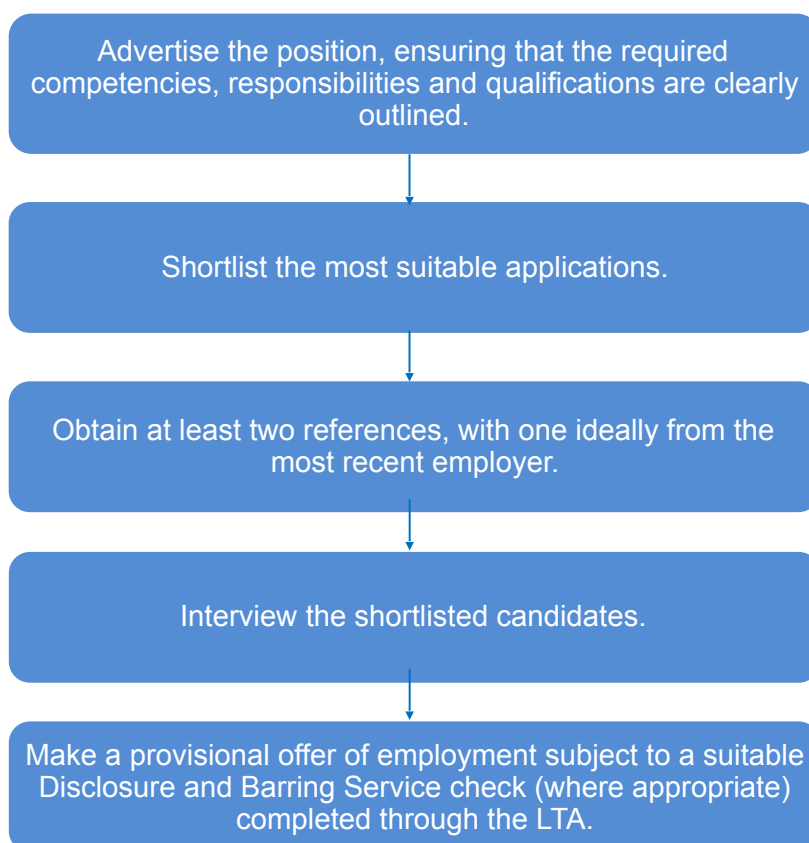 Advertise the position, ensuring that the required
competencies, responsibilities and qualifications are clearly
outlined.
Shortlist the most suitable applications.
Obtain at least two references, with one ideally from the
most recent employer.
Interview the shortlisted candidates.
Make a provisional offer of employment subject to a suitable
Disclosure and Barring Service check (where appropriate)
completed through the LTA.